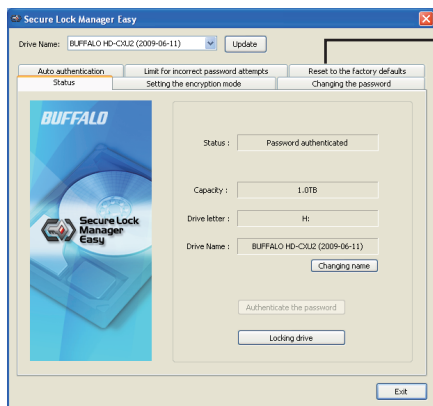 Secure Lock Manager Easy
Drive Name: BUFFALO HD-CXU2 (2009-06-11) Update
Auto authentication Limit for incorrect password attempts Reset to the factory defaults
Status Setting the encryption mode Changing the password
BUFFALO
Secure Lock
Manager
Easy
Status : Password authenticated
Capacity : 1.0TB
Drive letter : H:
Drive Name : BUFFALO HD-CXU2 (2009-06-11)
Changing name
Authenticate the password
Locking drive
Exit